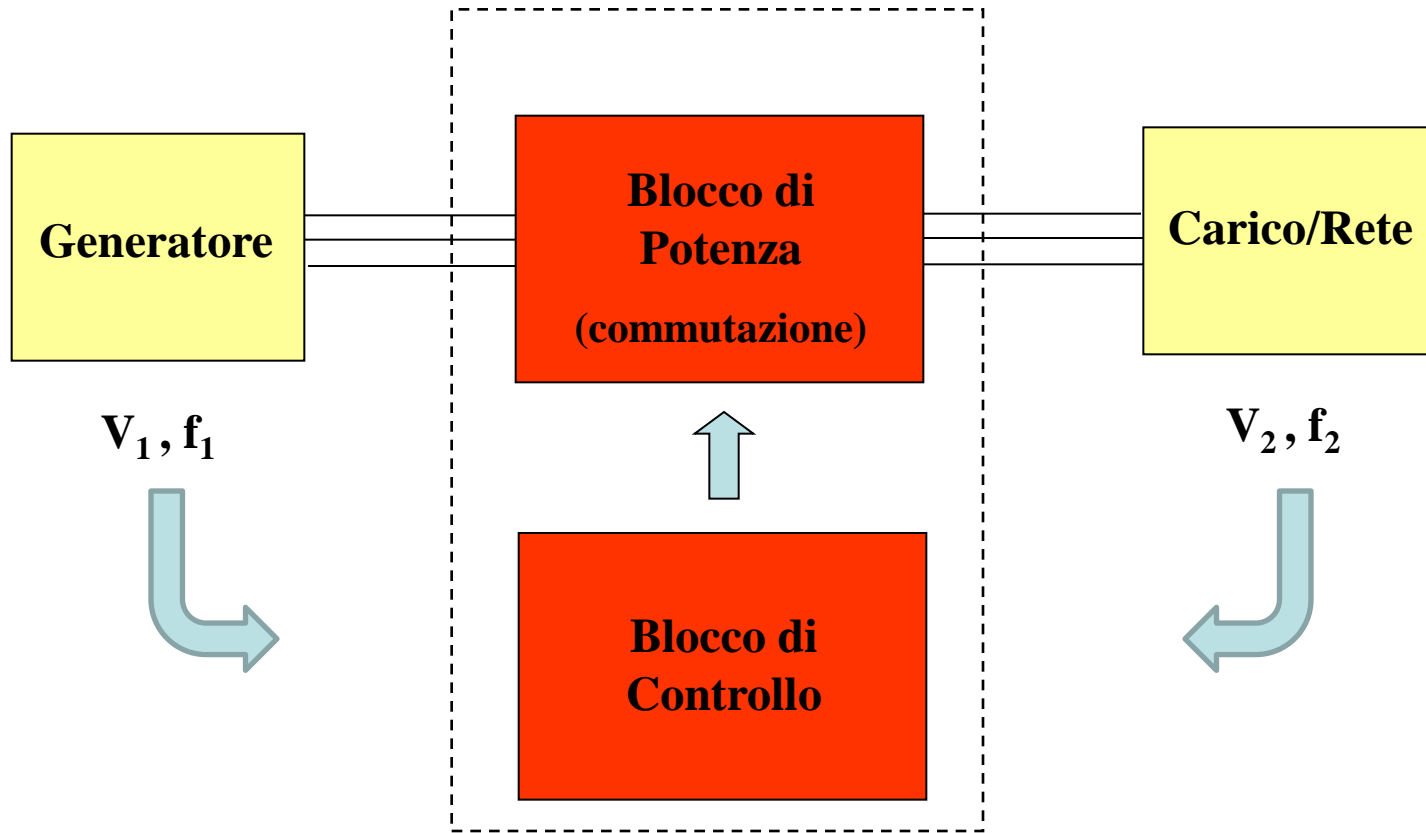 Generatore
Blocco di
Potenza
(commutazione)
Carico/Rete
V₁ , f₁
V₂ , f₂
Blocco di
Controllo